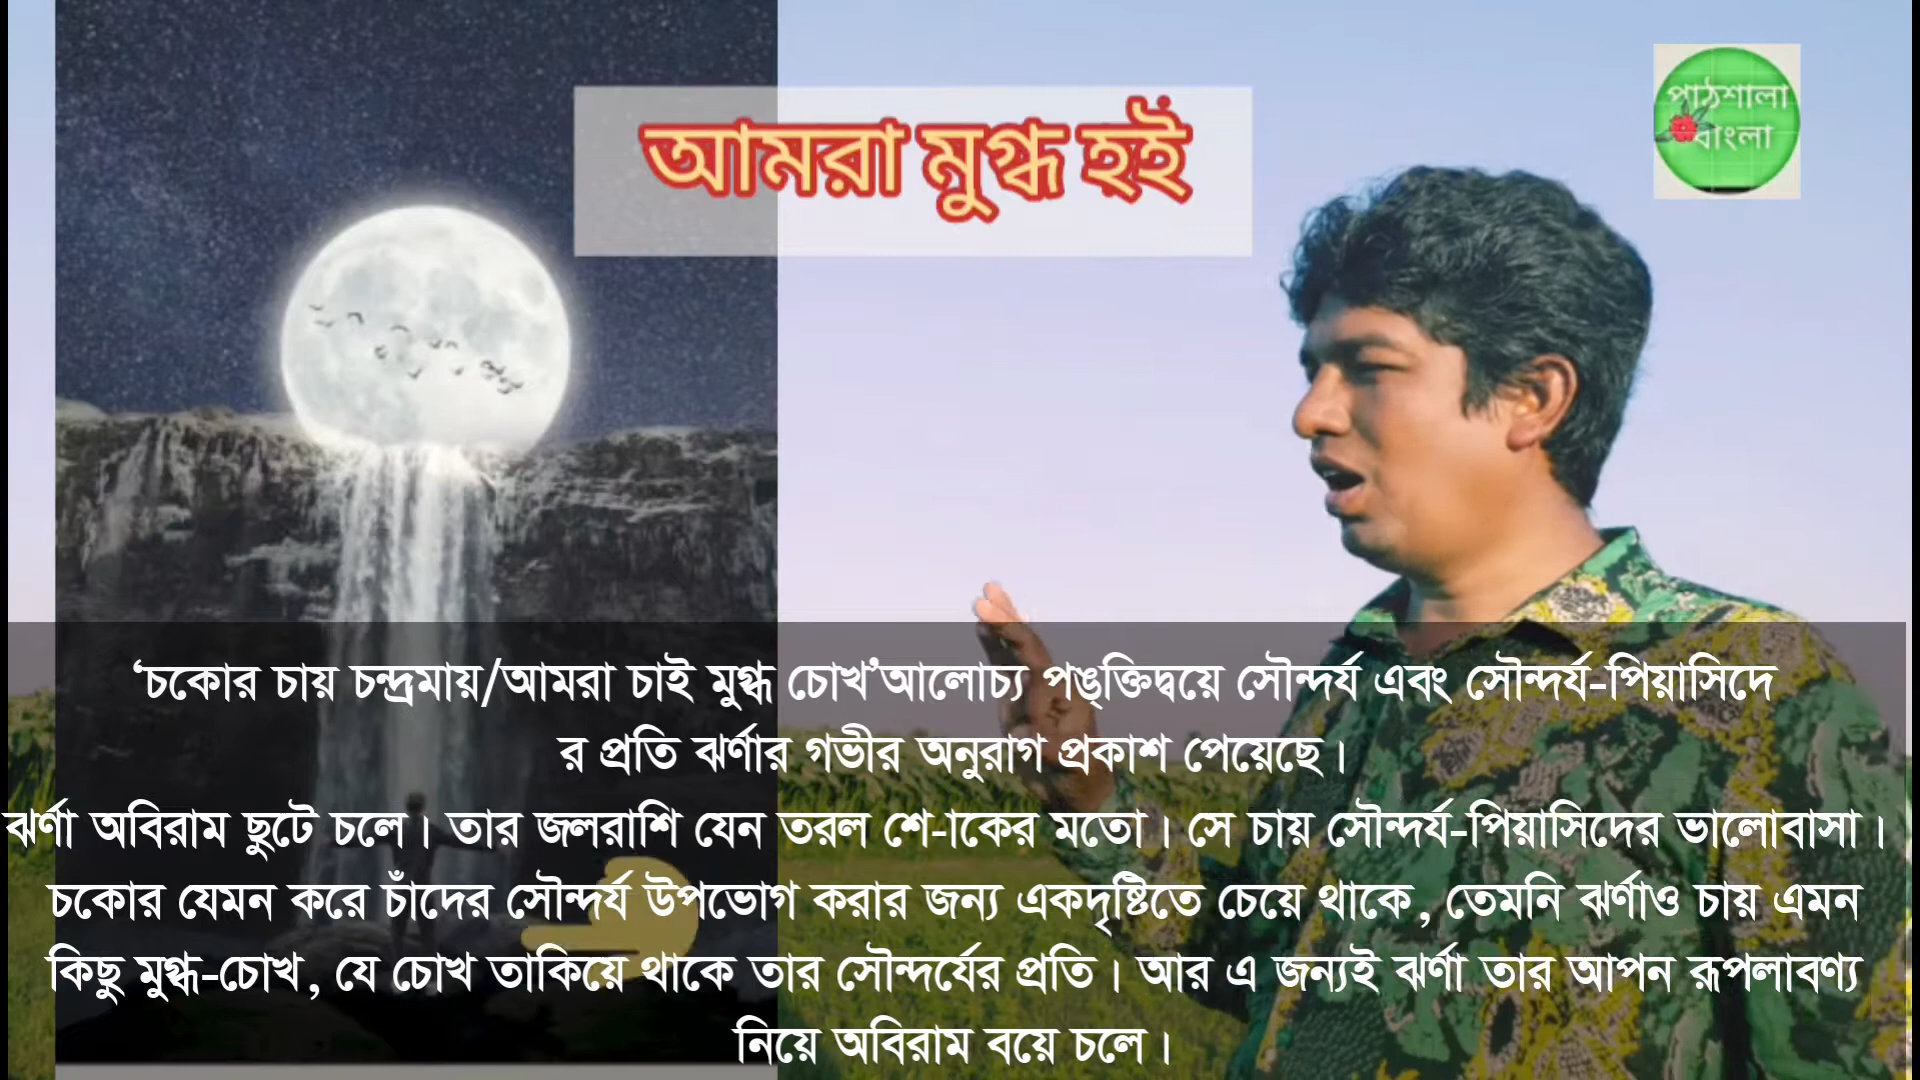 আমরা মুগ্ধ হই
পাঠশালা
বাংলা
‘চকোর চায় চন্দ্রমায়/আমরা চাই মুগ্ধ চোখ’আলোচ্য পঙ্‌ক্তিদ্বয়ে সৌন্দর্য এবং সৌন্দর্য-পিয়াসিদে
র প্রতি ঝর্ণার গভীর অনুরাগ প্রকাশ পেয়েছে।
ঝর্ণা অবিরাম ছুটে চলে। তার জলরাশি যেন তরল শে-াকের মতো। সে চায় সৌন্দর্য-পিয়াসিদের ভালোবাসা।
চকোর যেমন করে চাঁদের সৌন্দর্য উপভোগ করার জন্য একদৃষ্টিতে চেয়ে থাকে, তেমনি ঝর্ণাও চায় এমন
কিছু মুগ্ধ-চোখ, যে চোখ তাকিয়ে থাকে তার সৌন্দর্যের প্রতি। আর এ জন্যই ঝর্ণা তার আপন রূপলাবণ্য
নিয়ে অবিরাম বয়ে চলে।